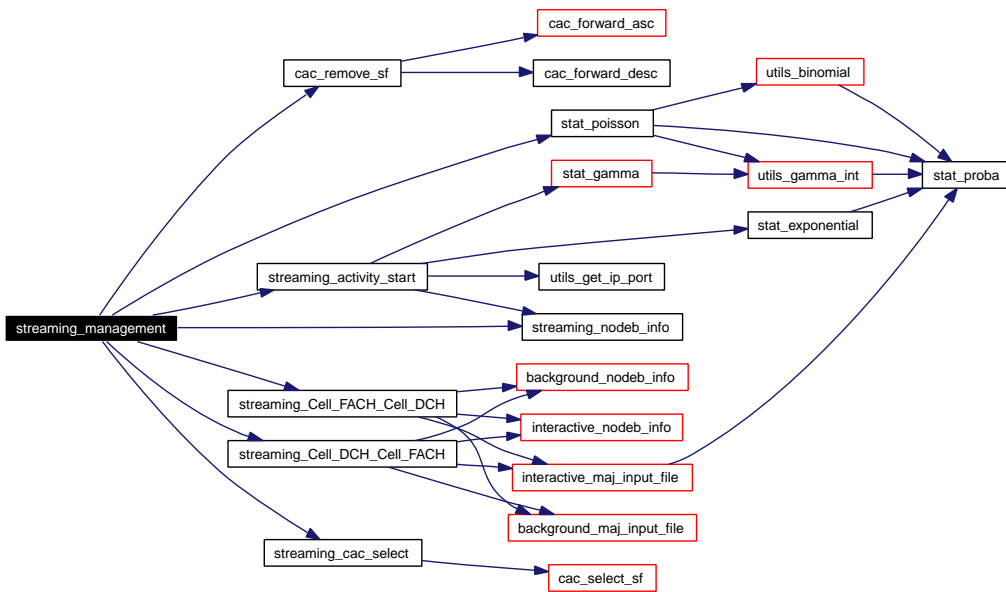 cac_forward_asc
cac_remove_sf
cac_forward_desc
utils_binomial
stat_poisson
stat_gamma
utils_gamma_int
stat_proba
stat_exponential
streaming_activity_start
utils_get_ip_port
streaming_management
streaming_nodeb_info
background_nodeb_info
streaming_Cell_FACH_Cell_DCH
interactive_nodeb_info
streaming_Cell_DCH_Cell_FACH
interactive_maj_input_file
background_maj_input_file
streaming_cac_select
cac_select_sf